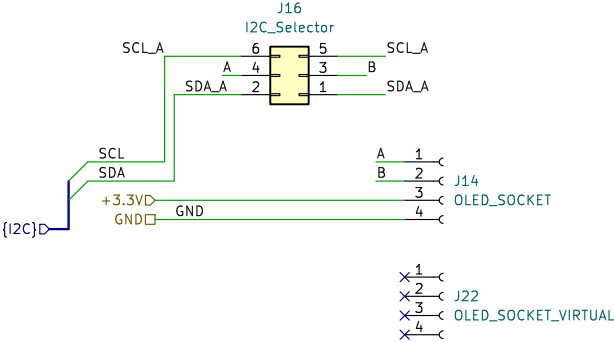 J16
I2C_Selector
SCL_A 6 5 SCL_A
A 4 3 B
SDA_A 2 1 SDA_A
SCL
SDA
A 1
B 2
J14
+3.3V 3 OLED_SOCKET
GND GND 4
{I2C}
1
2
J22
3 OLED_SOCKET_VIRTUAL
4